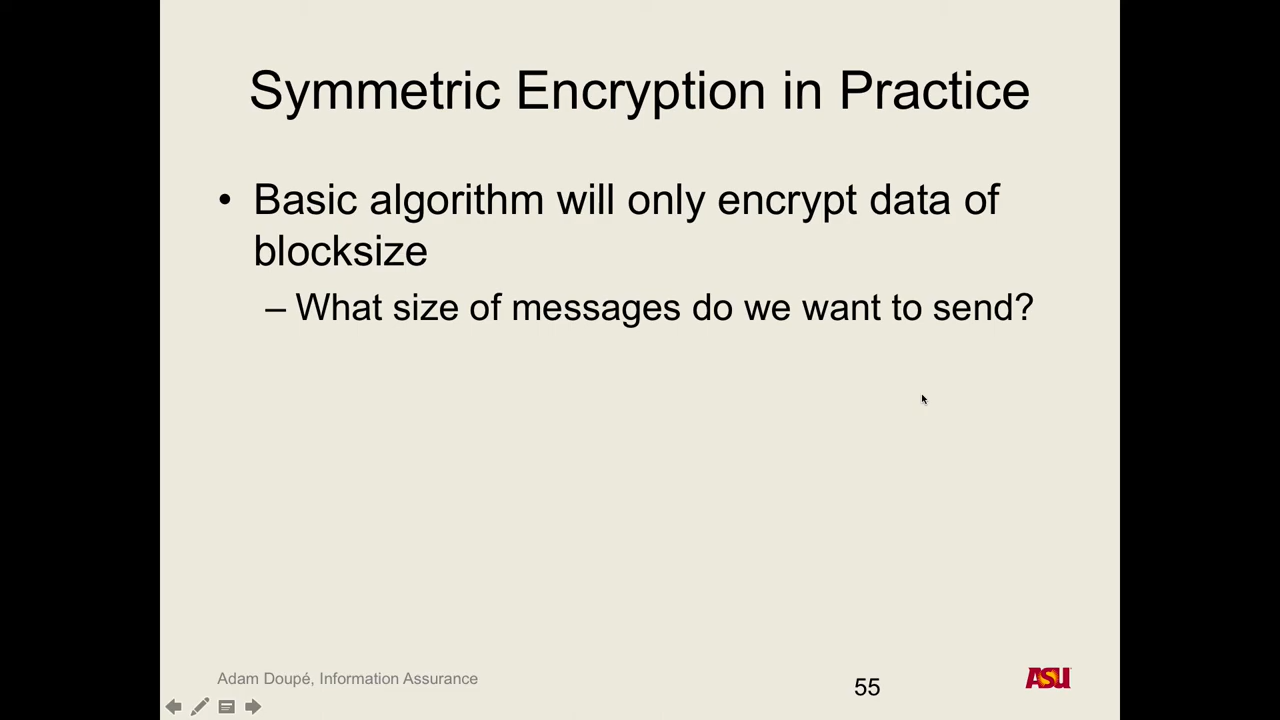 Symmetric Encryption in Practice
• Basic algorithm will only encrypt data of
blocksize
– What size of messages do we want to send?
Adam Doupé, Information Assurance
55
ASU